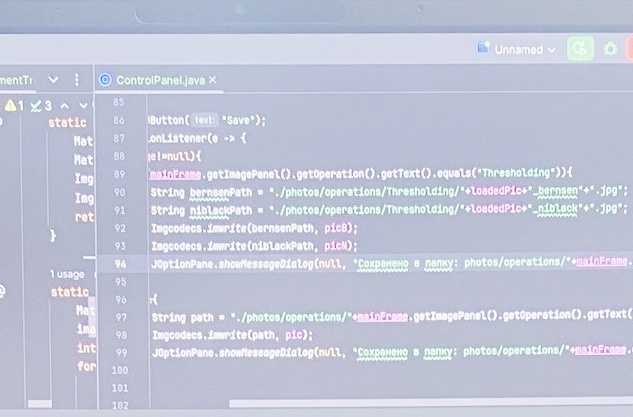 Unnamed
mentTr
ControlPanel.java
1 3
85
86 Button( text: "Save");
87 onListener(e -> {
88 !=null){
89 mainFrame.getImagePanel().getOperation().getText().equals("Thresholding")){
90 String bernsenPath = "./photos/operations/Thresholding/"+loadedPic+"_bernsen"+".jpg";
91 String niblackPath = "./photos/operations/Thresholding/"+loadedPic+"_niblack"+".jpg";
92 Imgcodecs.imwrite(bernsenPath, picB);
93 Imgcodecs.imwrite(niblackPath, picN);
94 JOptionPane.showMessageDialog(null, "Сохранено в папку: photos/operations/"+mainFrame.
95
96 {
97 String path = "./photos/operations/"+mainFrame.getImagePanel().getOperation().getText(
98 Imgcodecs.imwrite(path, pic);
99 JOptionPane.showMessageDialog(null, "Сохранено в папку: photos/operations/"+mainFrame.
100
101
102
static
Mat
Mat
Img
Img
ret
}
1 usage
static
Mat
ima
int
for